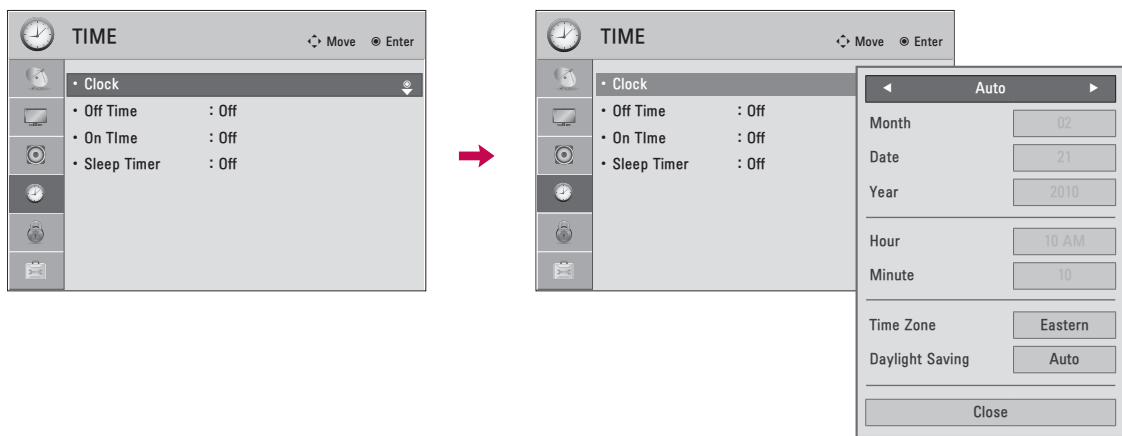 TIME
Move Enter
• Clock
• Off Time : Off
• On TIme : Off
• Sleep Timer : Off
TIME
Move Enter
• Clock
• Off Time : Off
• On TIme : Off
• Sleep Timer : Off
◄ Auto ►
Month 02
Date 21
Year 2010
Hour 10 AM
Minute 10
Time Zone Eastern
Daylight Saving Auto
Close